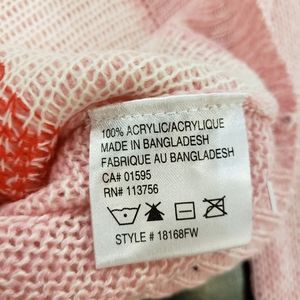 100% ACRYLIC/ACRYLIQUE
MADE IN BANGLADESH
FABRIQUE AU BANGLADESH
CA# 01595
RN# 113756
STYLE # 18168FW